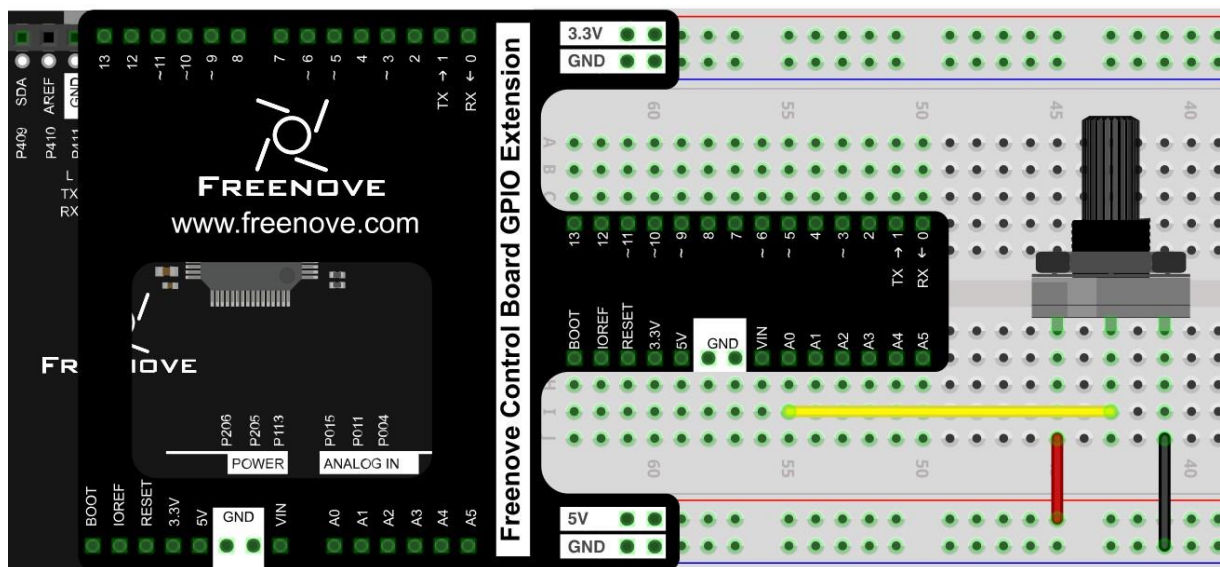 SDA
AREF
GND
P409
P410
P411
L
TX
RX
13
12
~11
~10
~ 9
8
7
~ 6
~ 5
4
~ 3
2
TX → 1
RX ← 0
FREENOVE
www.freenove.com
FREENOVE
P206
P205
P113
P015
P011
P004
POWER
ANALOG IN
BOOT
IOREF
RESET
3.3V
5V
GND
VIN
A0
A1
A2
A3
A4
A5
Freenove Control Board GPIO Extension
3.3V
GND
60
55
50
45
40
A
B
C
13
12
~11
~10
~ 9
8
7
~ 6
~ 5
4
~ 3
2
TX → 1
RX ← 0
BOOT
IOREF
RESET
3.3V
5V
GND
VIN
A0
A1
A2
A3
A4
A5
H
I
J
60
55
50
40
5V
GND